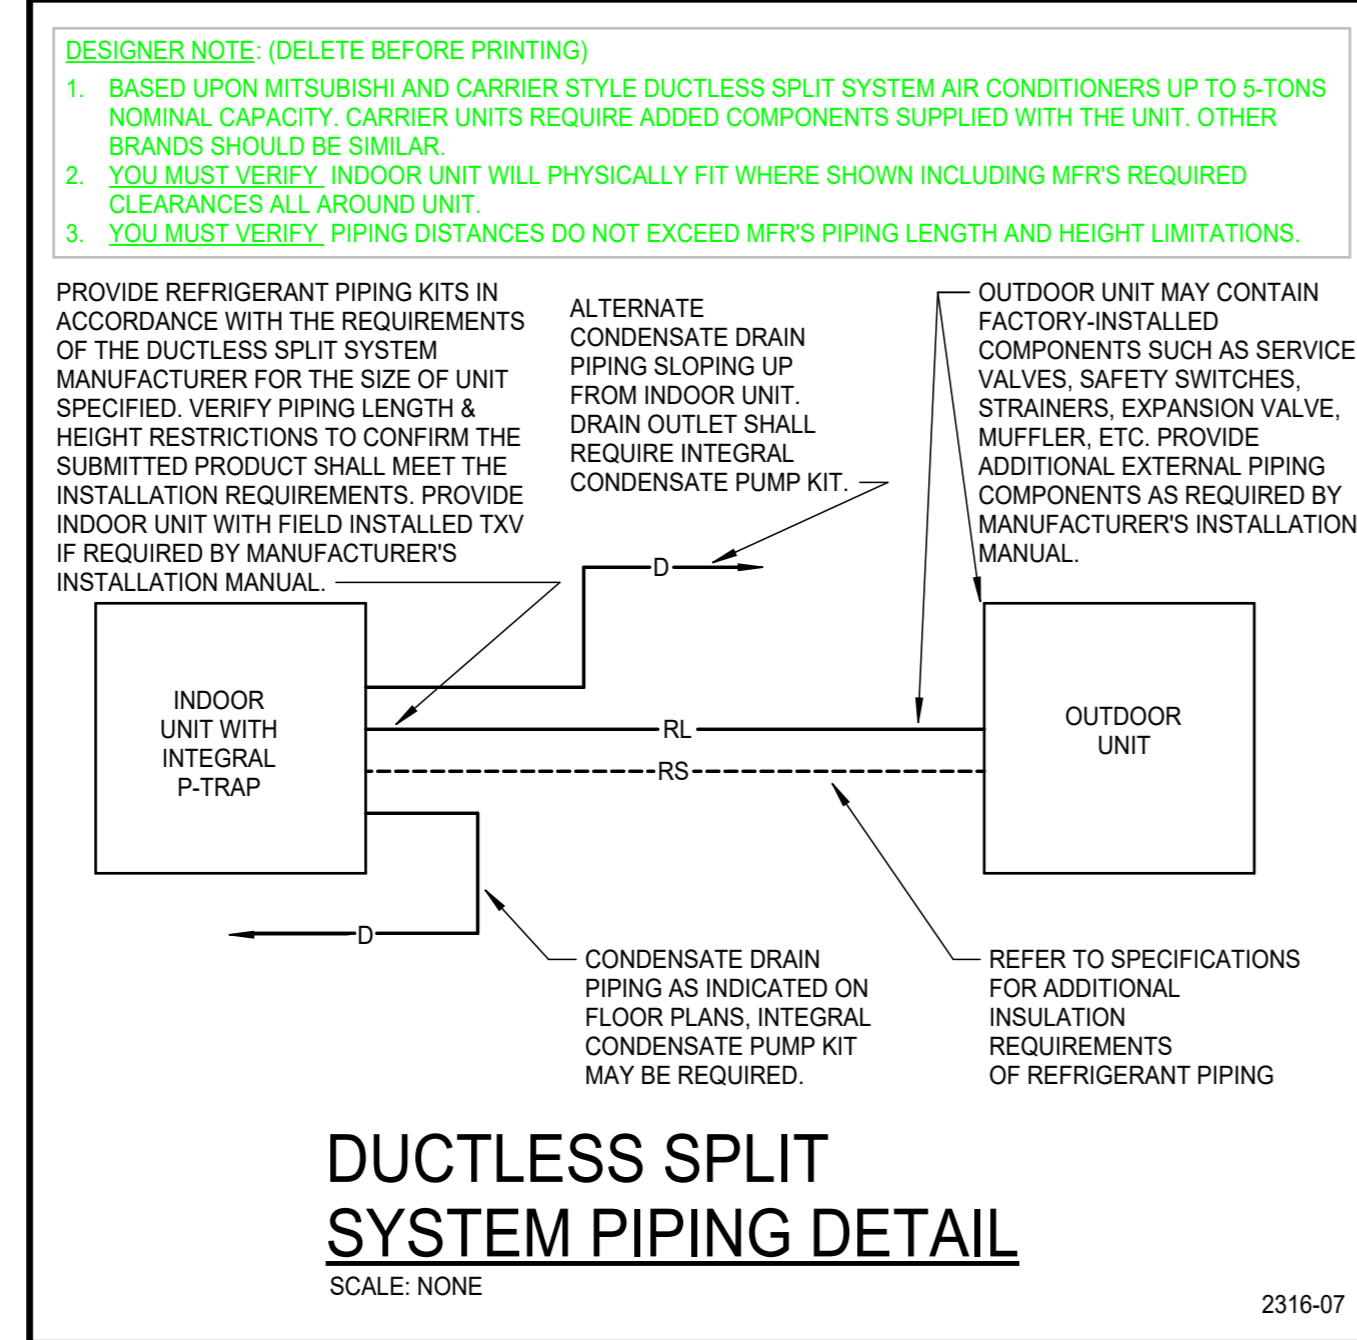 DESIGNER NOTE: (DELETE BEFORE PRINTING)
1. BASED UPON MITSUBISHI AND CARRIER STYLE DUCTLESS SPLIT SYSTEM AIR CONDITIONERS UP TO 5-TONS
NOMINAL CAPACITY. CARRIER UNITS REQUIRE ADDED COMPONENTS SUPPLIED WITH THE UNIT. OTHER
BRANDS SHOULD BE SIMILAR.
2. YOU MUST VERIFY INDOOR UNIT WILL PHYSICALLY FIT WHERE SHOWN INCLUDING MFR'S REQUIRED
CLEARANCES ALL AROUND UNIT.
3. YOU MUST VERIFY PIPING DISTANCES DO NOT EXCEED MFR'S PIPING LENGTH AND HEIGHT LIMITATIONS.
PROVIDE REFRIGERANT PIPING KITS IN
ACCORDANCE WITH THE REQUIREMENTS
OF THE DUCTLESS SPLIT SYSTEM
MANUFACTURER FOR THE SIZE OF UNIT
SPECIFIED. VERIFY PIPING LENGTH &
HEIGHT RESTRICTIONS TO CONFIRM THE
SUBMITTED PRODUCT SHALL MEET THE
INSTALLATION REQUIREMENTS. PROVIDE
INDOOR UNIT WITH FIELD INSTALLED TXV
IF REQUIRED BY MANUFACTURER'S
INSTALLATION MANUAL.
ALTERNATE
CONDENSATE DRAIN
PIPING SLOPING UP
FROM INDOOR UNIT.
DRAIN OUTLET SHALL
REQUIRE INTEGRAL
CONDENSATE PUMP KIT.
OUTDOOR UNIT MAY CONTAIN
FACTORY-INSTALLED
COMPONENTS SUCH AS SERVICE
VALVES, SAFETY SWITCHES,
STRAINERS, EXPANSION VALVE,
MUFFLER, ETC. PROVIDE
ADDITIONAL EXTERNAL PIPING
COMPONENTS AS REQUIRED BY
MANUFACTURER'S INSTALLATION
MANUAL.
D
INDOOR
UNIT WITH
INTEGRAL
P-TRAP
RL
RS
OUTDOOR
UNIT
D
CONDENSATE DRAIN
PIPING AS INDICATED ON
FLOOR PLANS, INTEGRAL
CONDENSATE PUMP KIT
MAY BE REQUIRED.
REFER TO SPECIFICATIONS
FOR ADDITIONAL
INSULATION
REQUIREMENTS
OF REFRIGERANT PIPING
DUCTLESS SPLIT
SYSTEM PIPING DETAIL
SCALE: NONE
2316-07